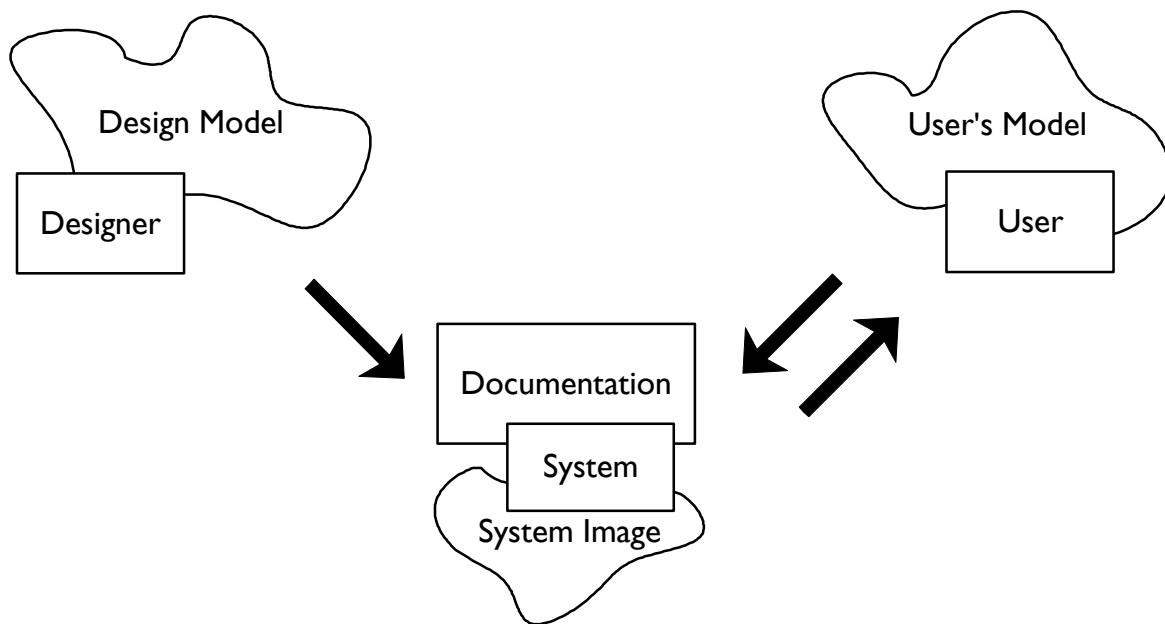 Design Model
Designer
User's Model
User
Documentation
System
System Image